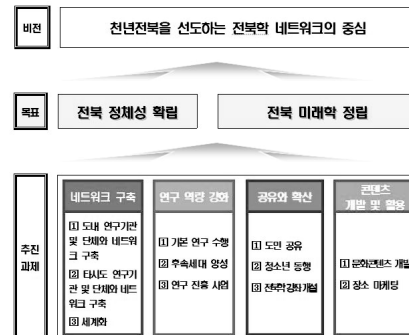 비전
천년전북을 선도하는 전북학 네트워크의 중심
목표
전북 정체성 확립
전북 미래학 정립
추진
과제
네트워크 구축
① 도내 연구기관
및 단체와 네트워
크 구축
② 타시도 연구기
관 및 단체와 네트
워크 구축
③ 세계화
연구 역량 강화
① 기본 연구 수행
② 후속세대 양성
③ 연구 진흥 사업
공유와 확산
① 도민 공유
② 청소년 동행
③ 전북학강좌개설
콘텐츠
개발 및 활용
① 문화콘텐츠 개발
② 장소 마케팅